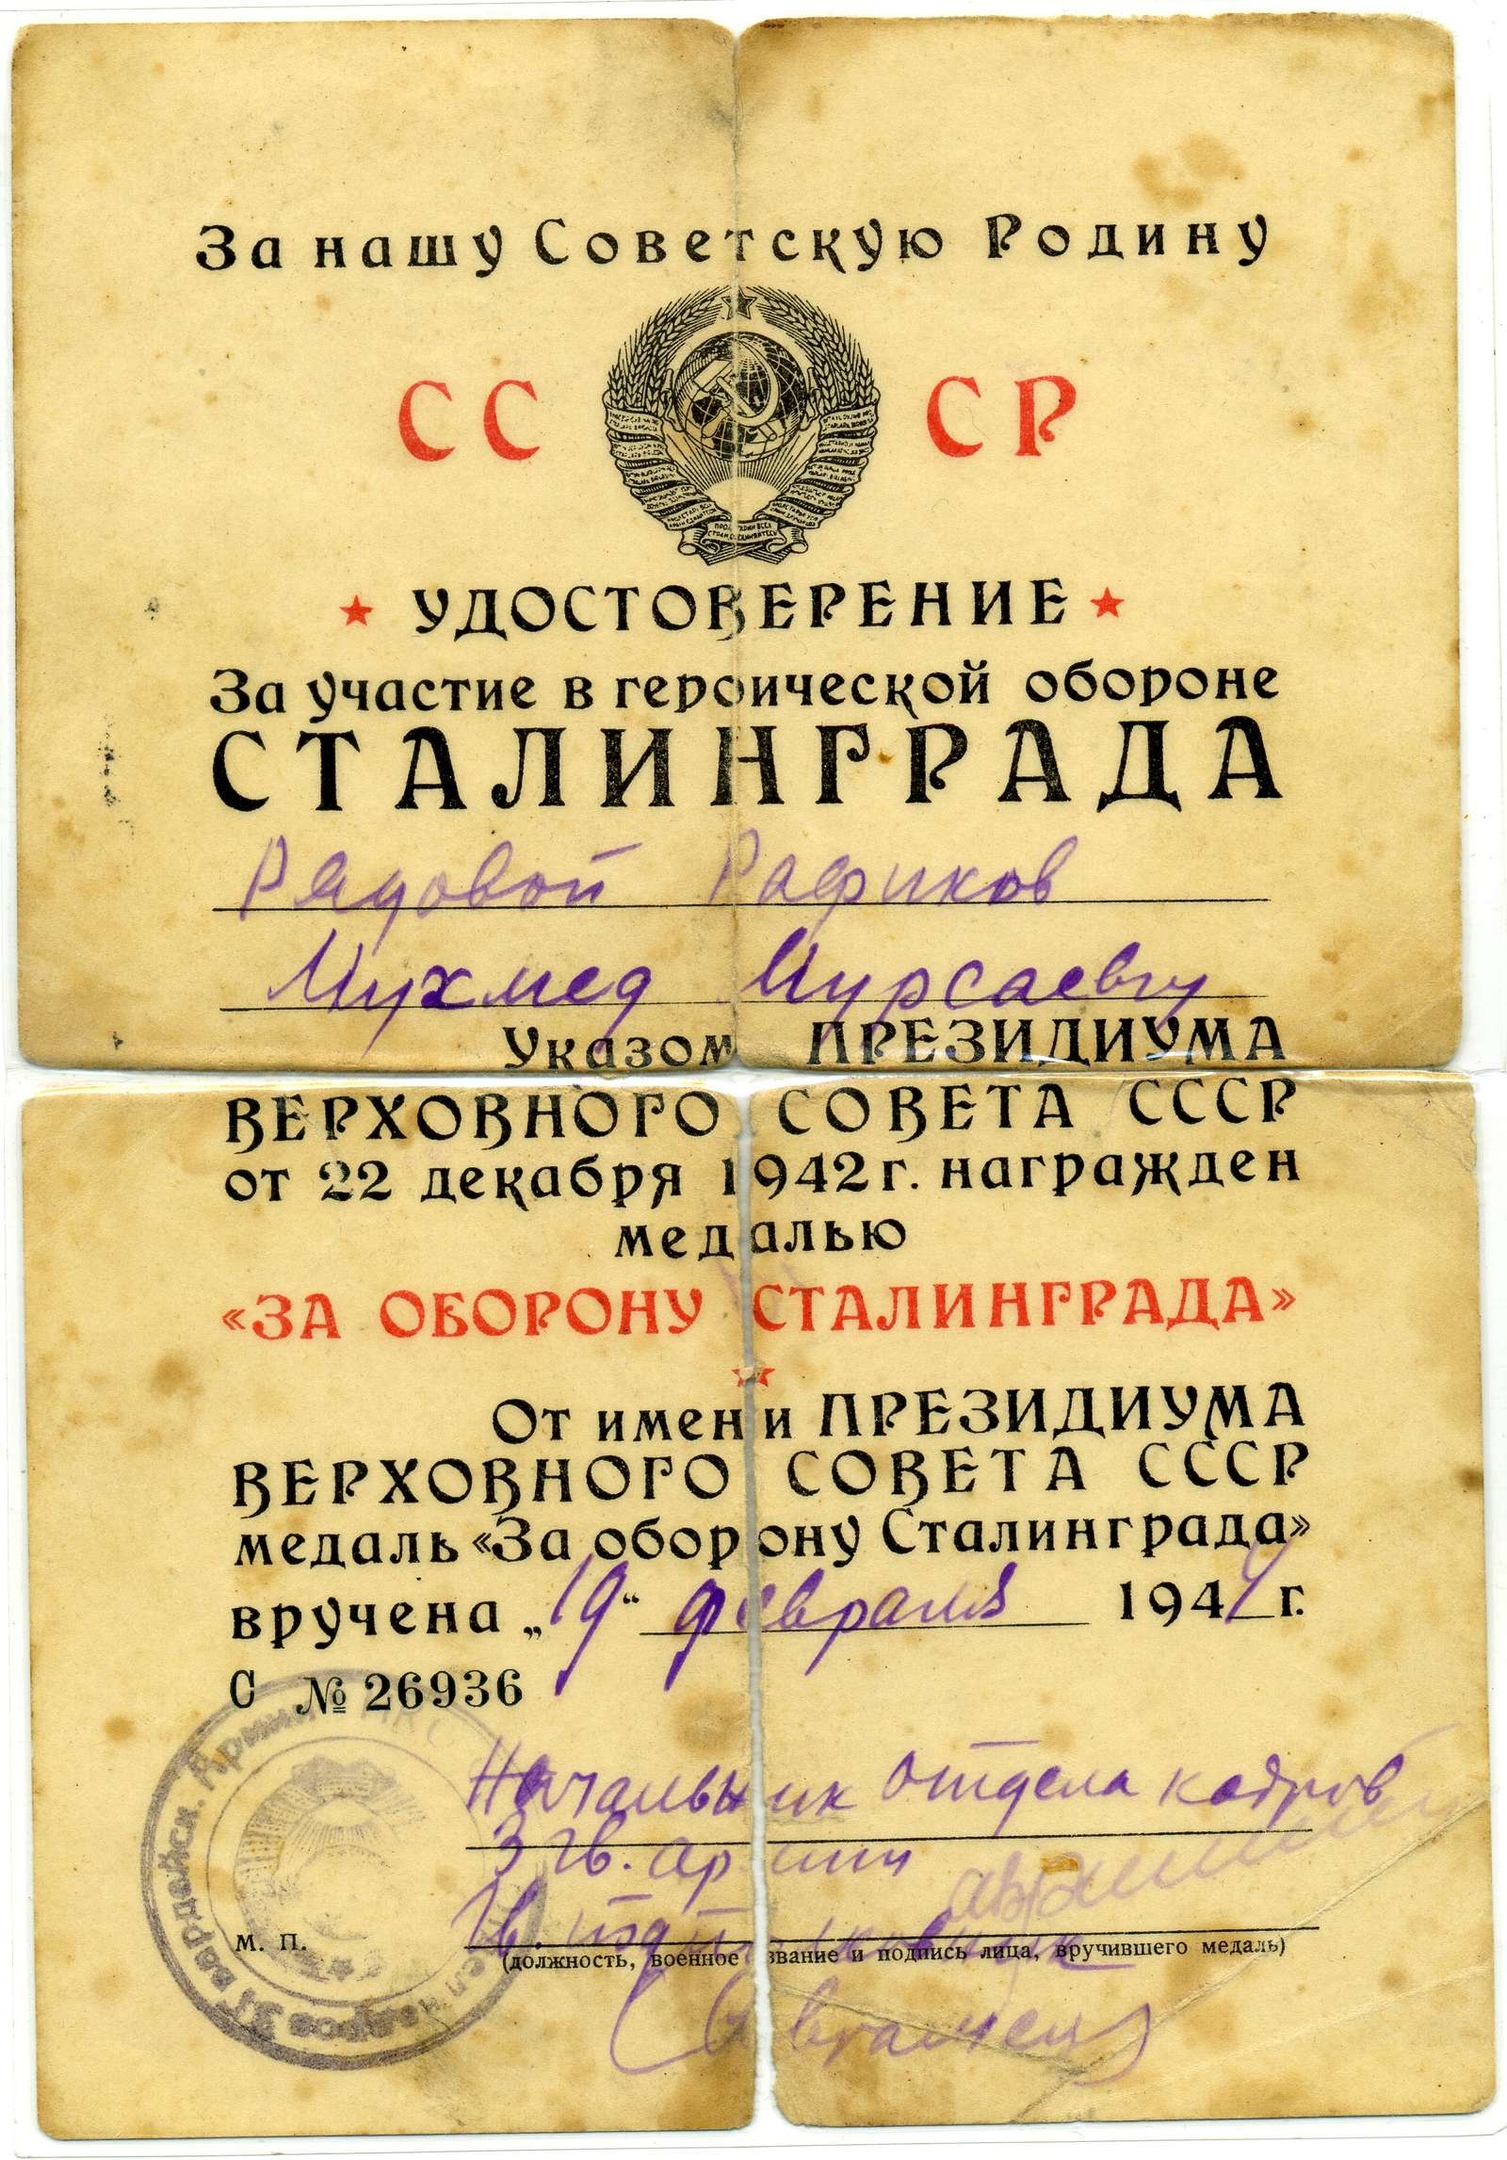 За нашу Советскую Родину
СС СР
УДОСТОВЕРЕНИЕ
За участие в героической обороне
СТАЛИНГРАДА
Рядовой Рафиков
Мухмед Мурсаевич
Указом ПРЕЗИДИУМА
ВЕРХОВНОГО СОВЕТА СССР
от 22 декабря 1942 г. награжден
медалью
«ЗА ОБОРОНУ СТАЛИНГРАДА»
От имени ПРЕЗИДИУМА
ВЕРХОВНОГО СОВЕТА СССР
медаль «За оборону Сталинграда»
вручена „19“ февраля 1944 г.
С № 26936
Начальник отдела кадров
3 гв. армии
Гв. подполковник
м. п.
(должность, военное звание и подпись лица, вручившего медаль)